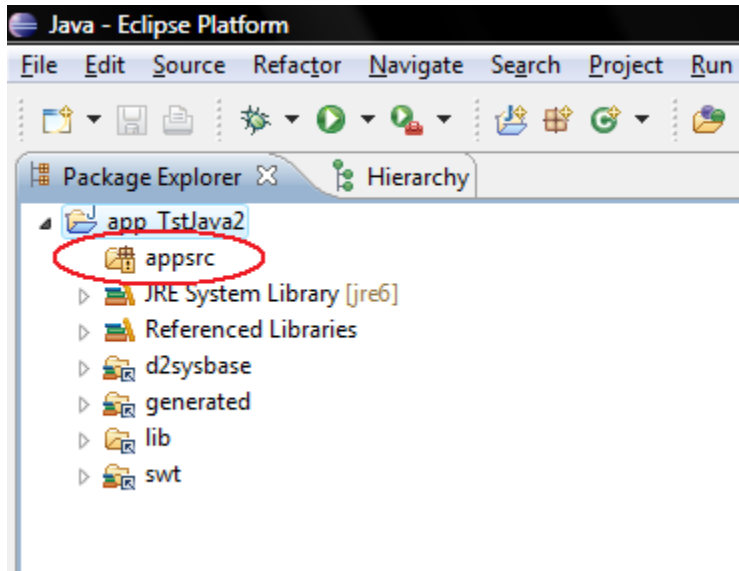 Java - Eclipse Platform
File Edit Source Refactor Navigate Search Project Run
Package Explorer Hierarchy
app_TstJava2
appsrc
JRE System Library [jre6]
Referenced Libraries
d2sysbase
generated
lib
swt